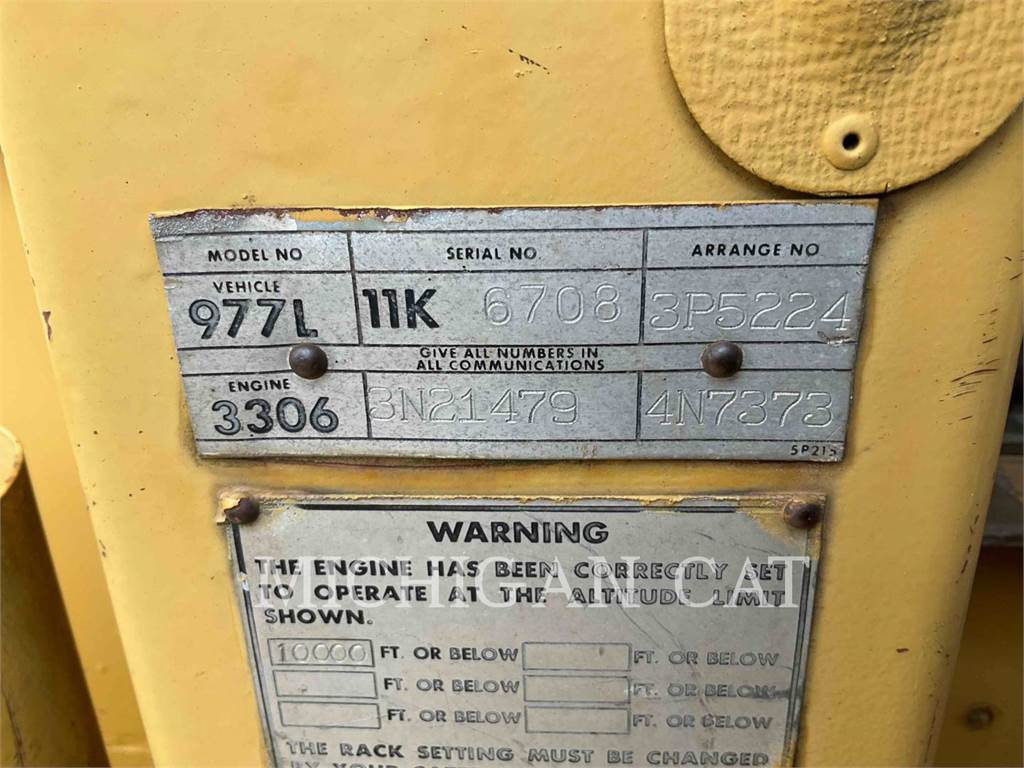 MODEL NO SERIAL NO ARRANGE NO
VEHICLE
977L 11K 6708 3P5224
GIVE ALL NUMBERS IN
ALL COMMUNICATIONS
ENGINE
3306 3N21479 4N7373
5P215
WARNING
THE ENGINE HAS BEEN CORRECTLY SET
MICHIGAN CAT
TO OPERATE AT THE ALTITUDE LIMIT
SHOWN.
10000 FT. OR BELOW FT. OR BELOW
FT. OR BELOW FT. OR BELOW
FT. OR BELOW FT. OR BELOW
THE RACK SETTING MUST BE CHANGED
BY YOUR